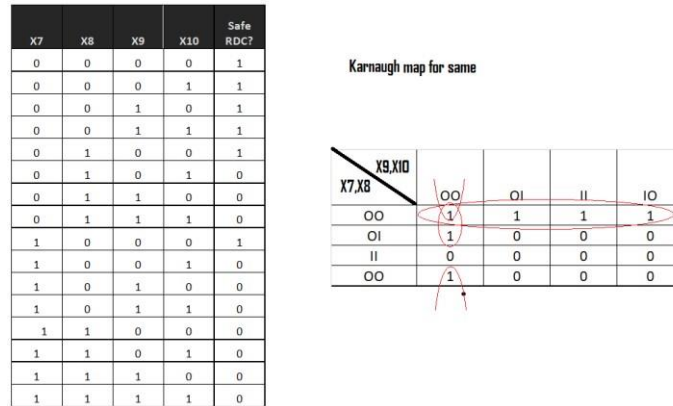 X7 X8 X9 X10 Safe RDC?
0 0 0 0 1
0 0 0 1 1
0 0 1 0 1
0 0 1 1 1
0 1 0 0 1
0 1 0 1 0
0 1 1 0 0
0 1 1 1 0
1 0 0 0 1
1 0 0 1 0
1 0 1 0 0
1 0 1 1 0
1 1 0 0 0
1 1 0 1 0
1 1 1 0 0
1 1 1 1 0
Karnaugh map for same
X9,X10
X7,X8
OO OI II IO
OO 1 1 1 1
OI 1 0 0 0
II 0 0 0 0
OO 1 0 0 0